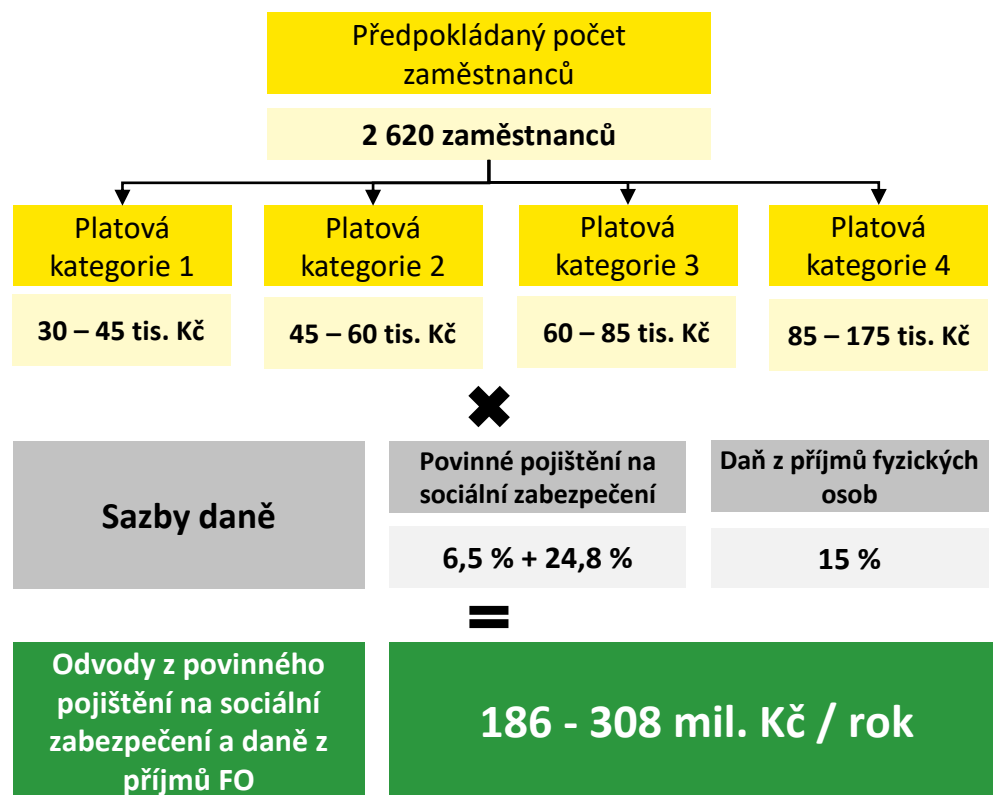 Předpokládaný počet
zaměstnanců
2 620 zaměstnanců
Platová
kategorie 1
Platová
kategorie 2
Platová
kategorie 3
Platová
kategorie 4
30 – 45 tis. Kč
45 – 60 tis. Kč
60 – 85 tis. Kč
85 – 175 tis. Kč
Sazby daně
Povinné pojištění na
sociální zabezpečení
Daň z příjmů fyzických
osob
6,5 % + 24,8 %
15 %
=
Odvody z povinného
pojištění na sociální
zabezpečení a daně z
příjmů FO
186 - 308 mil. Kč / rok